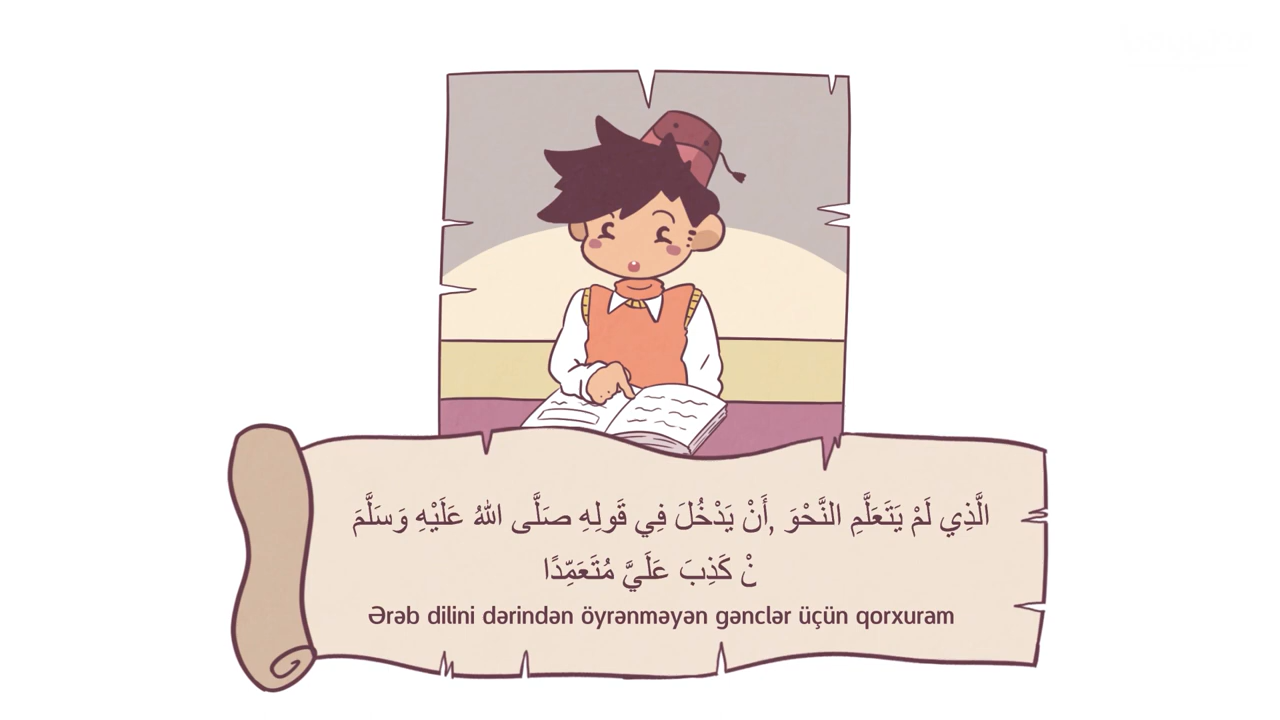 الَّذِي لَمْ يَتَعَلَّمِ النَّحْوَ ,أَنْ يَدْخُلَ فِي قَولِهِ صَلَّى اللهُ عَلَيْهِ وَسَلَّمَ
نْ كَذِبَ عَلَيَّ مُتَعَمِّدًا
Ərəb dilini dərindən öyrənməyən gənclər üçün qorxuram